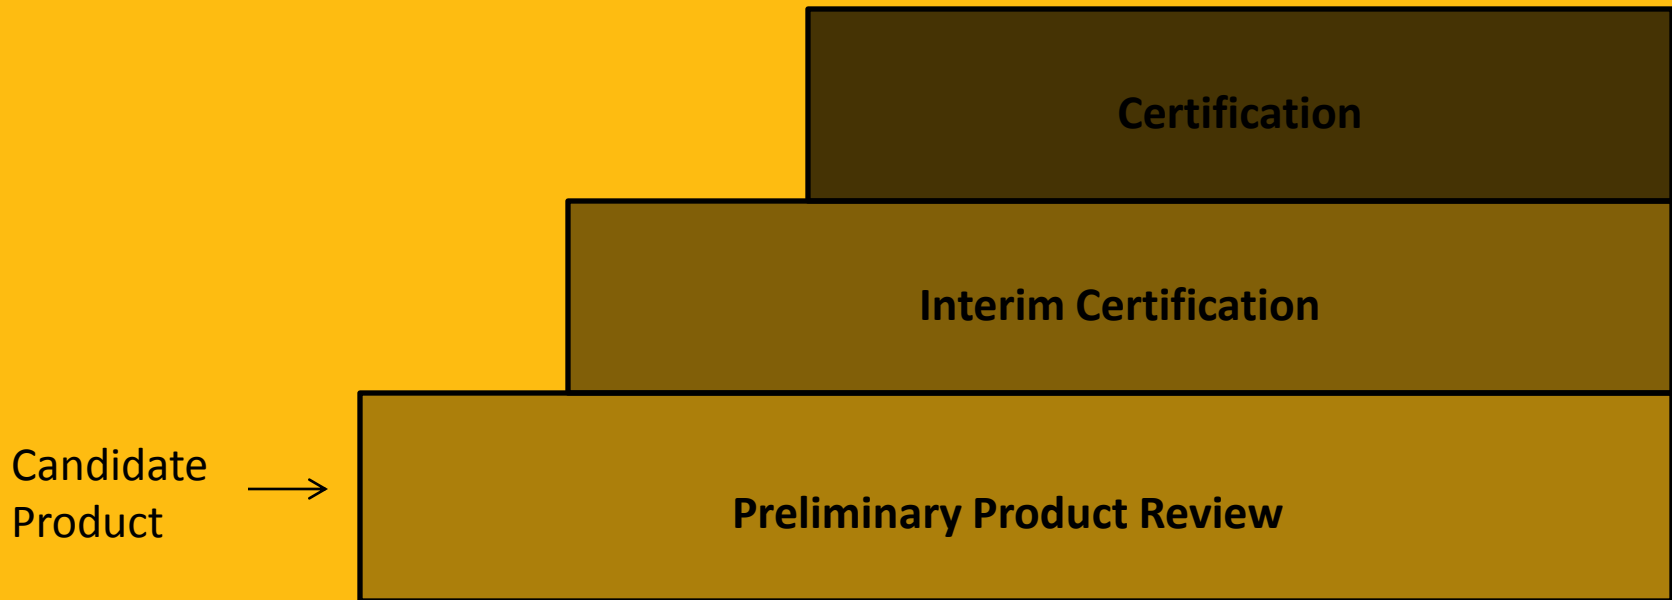 Certification
Interim Certification
Candidate
Product
Preliminary Product Review